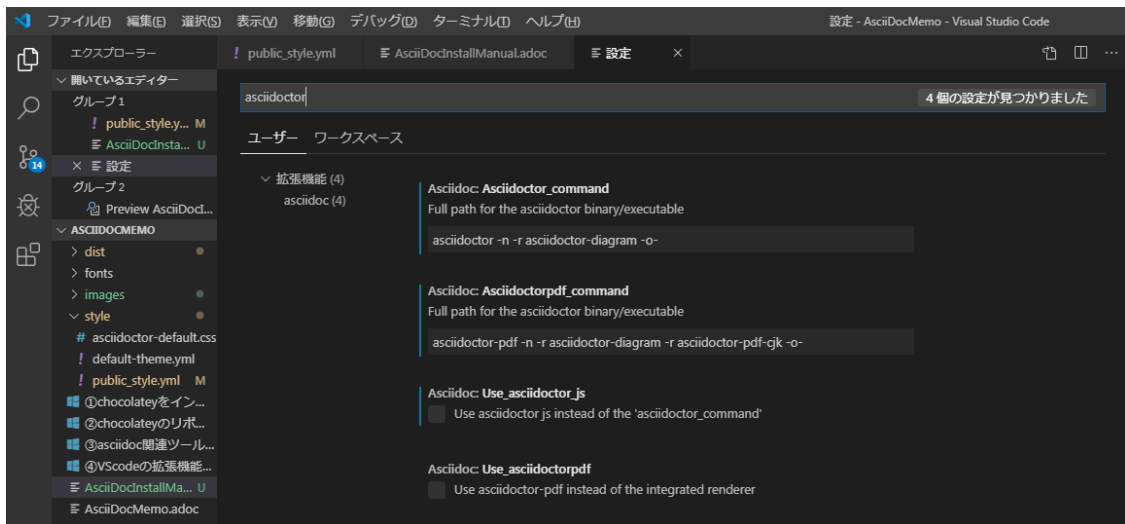 ファイル(F) 編集(E) 選択(S) 表示(V) 移動(G) デバッグ(D) ターミナル(T) ヘルプ(H) 設定 - AsciiDocMemo - Visual Studio Code
エクスプローラー
! public_style.yml
AsciiDocInstallManual.adoc
設定 ×
開いているエディター
グループ 1
! public_style.y... M
AsciiDocInsta... U
× 設定
グループ 2
Preview AsciiDocI...
14
ASCIIDOCMEMO
> dist
> fonts
> images
style
# asciidoctor-default.css
! default-theme.yml
! public_style.yml M
①chocolateyをイン...
②chocolateyのリポ...
③asciidoc関連ツール...
④VScodeの拡張機能...
AsciiDocInstallMa... U
AsciiDocMemo.adoc
asciidoctor
4 個の設定が見つかりました
ユーザー ワークスペース
拡張機能 (4)
asciidoc (4)
Asciidoc: Asciidoctor_command
Full path for the asciidoctor binary/executable
asciidoctor -n -r asciidoctor-diagram -o-
Asciidoc: Asciidoctorpdf_command
Full path for the asciidoctor binary/executable
asciidoctor-pdf -n -r asciidoctor-diagram -r asciidoctor-pdf-cjk -o-
Asciidoc: Use_asciidoctor_js
Use asciidoctor js instead of the 'asciidoctor_command'
Asciidoc: Use_asciidoctorpdf
Use asciidoctor-pdf instead of the integrated renderer